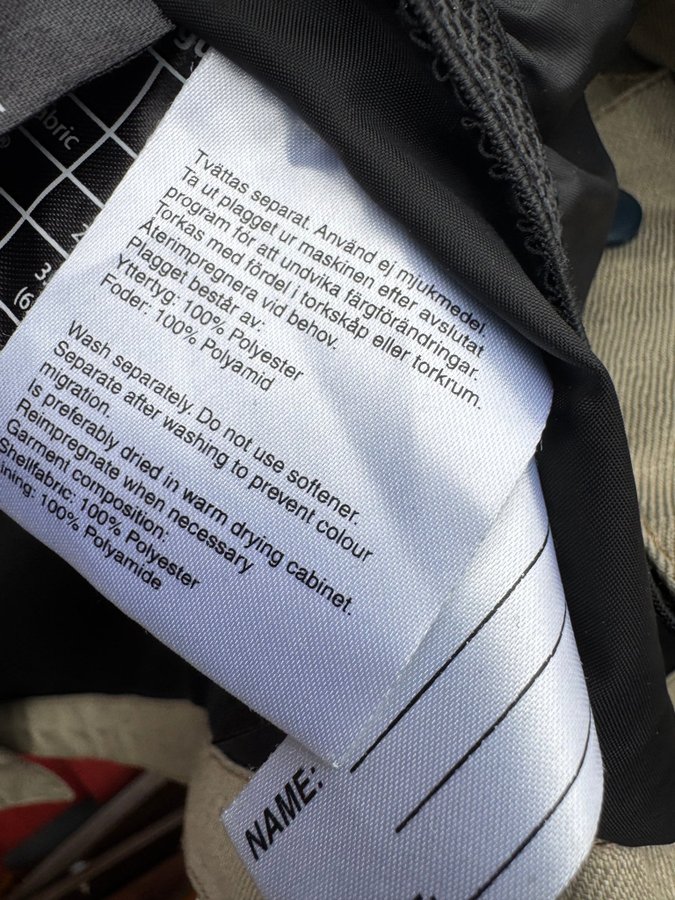 bric
®
Tvättas separat. Använd ej mjukmedel.
Ta ut plagget ur maskinen efter avslutat
program för att undvika färgförändringar.
Torkas med fördel i torkskåp eller torkrum.
Återimpregnera vid behov.
Plagget består av:
Yttertyg: 100% Polyester
Foder: 100% Polyamid
Wash separately. Do not use softener.
Separate after washing to prevent colour
migration.
Is preferably dried in warm drying cabinet.
Reimpregnate when necessary
Garment composition:
Shellfabric: 100% Polyester
ining: 100% Polyamide
NAME: